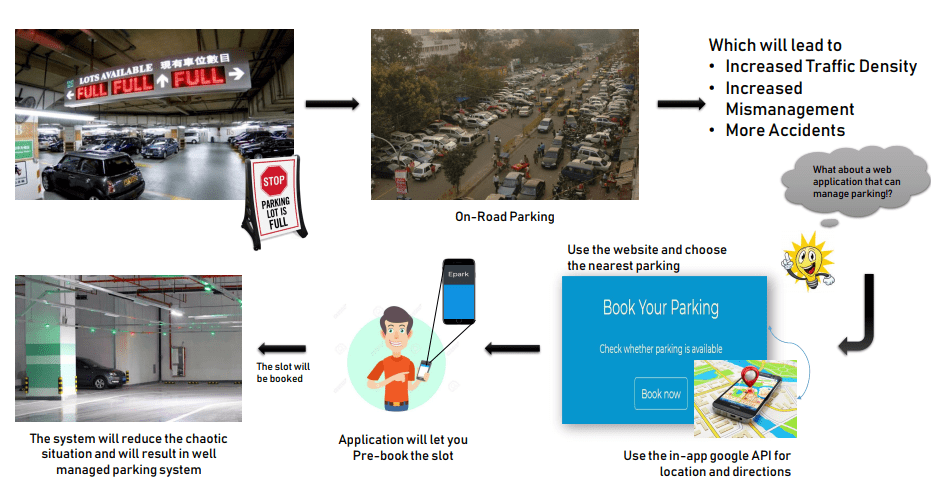 LOTS AVAILABLE 現有車位數目
FULL FULL FULL
STOP
PARKING
LOT IS
FULL
On-Road Parking
Which will lead to
• Increased Traffic Density
• Increased
Mismanagement
• More Accidents
What about a web
application that can
manage parking!?
Use the website and choose
the nearest parking
Book Your Parking
Check whether parking is available
Book now
Use the in-app google API for
location and directions
Epark
Application will let you
Pre-book the slot
The slot will
be booked
The system will reduce the chaotic
situation and will result in well
managed parking system